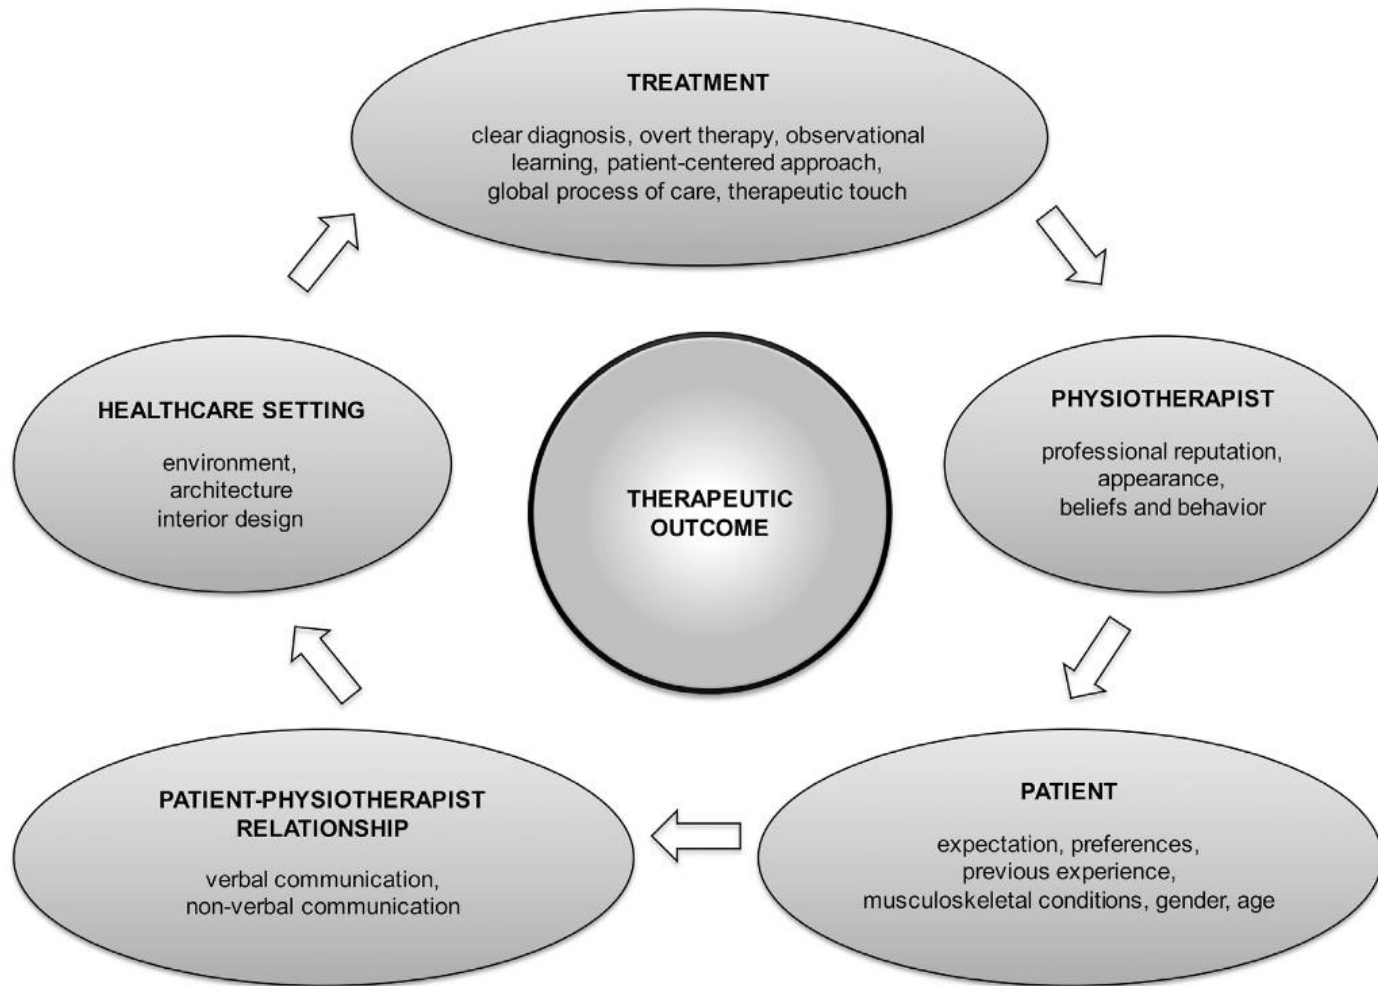 TREATMENT
clear diagnosis, overt therapy, observational
learning, patient-centered approach,
global process of care, therapeutic touch
HEALTHCARE SETTING
environment,
architecture
interior design
THERAPEUTIC
OUTCOME
PHYSIOTHERAPIST
professional reputation,
appearance,
beliefs and behavior
PATIENT-PHYSIOTHERAPIST
RELATIONSHIP
verbal communication,
non-verbal communication
PATIENT
expectation, preferences,
previous experience,
musculoskeletal conditions, gender, age